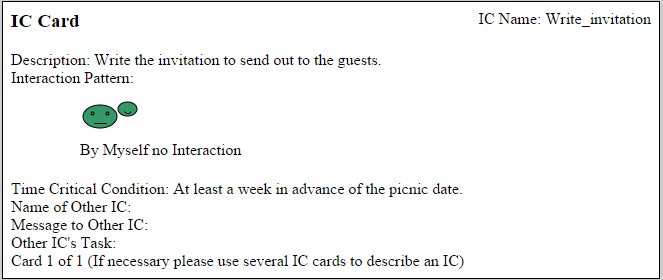 IC Card
IC Name: Write_invitation
Description: Write the invitation to send out to the guests.
Interaction Pattern:
By Myself no Interaction
Time Critical Condition: At least a week in advance of the picnic date.
Name of Other IC:
Message to Other IC:
Other IC's Task:
Card 1 of 1 (If necessary please use several IC cards to describe an IC)